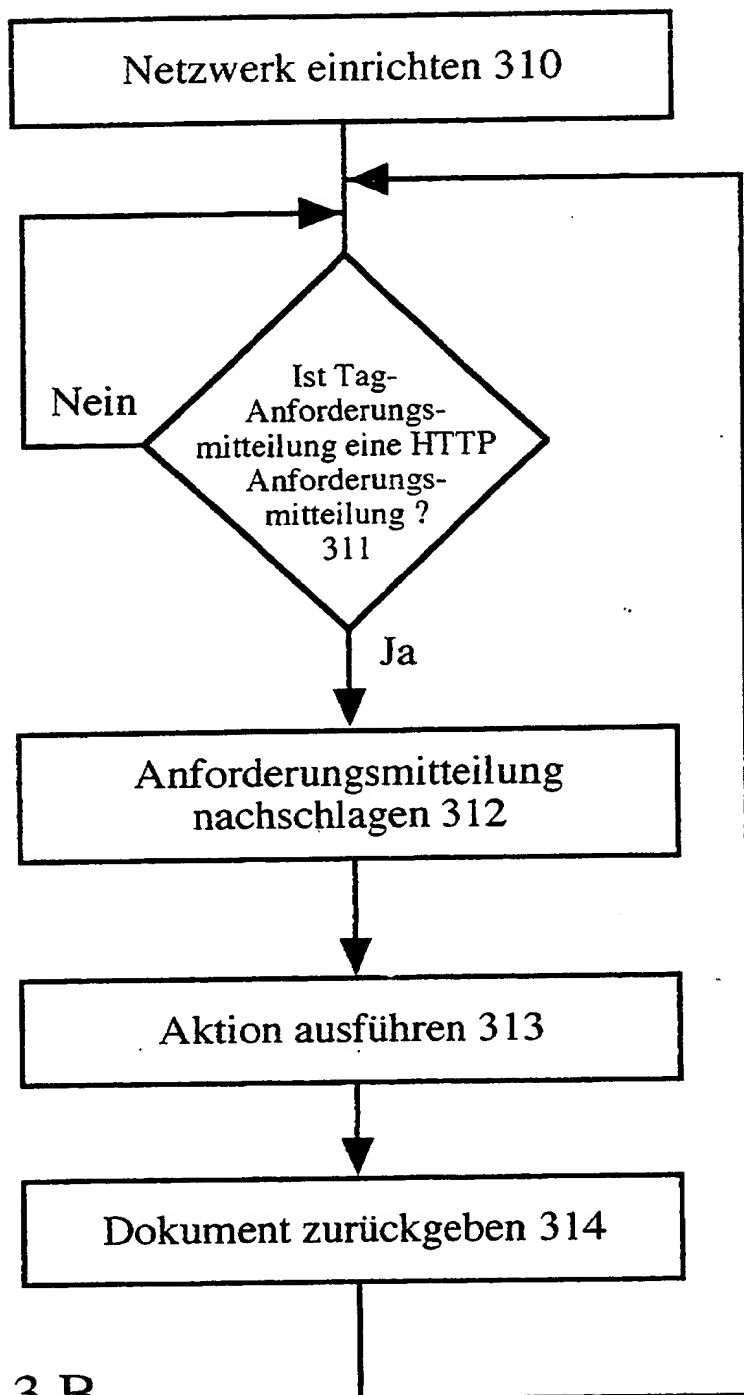 Netzwerk einrichten 310
Ist Tag-
Anforderungs-
mitteilung eine HTTP
Anforderungs-
mitteilung ?
311
Nein
Ja
Anforderungsmitteilung
nachschlagen 312
Aktion ausführen 313
Dokument zurückgeben 314
3 B